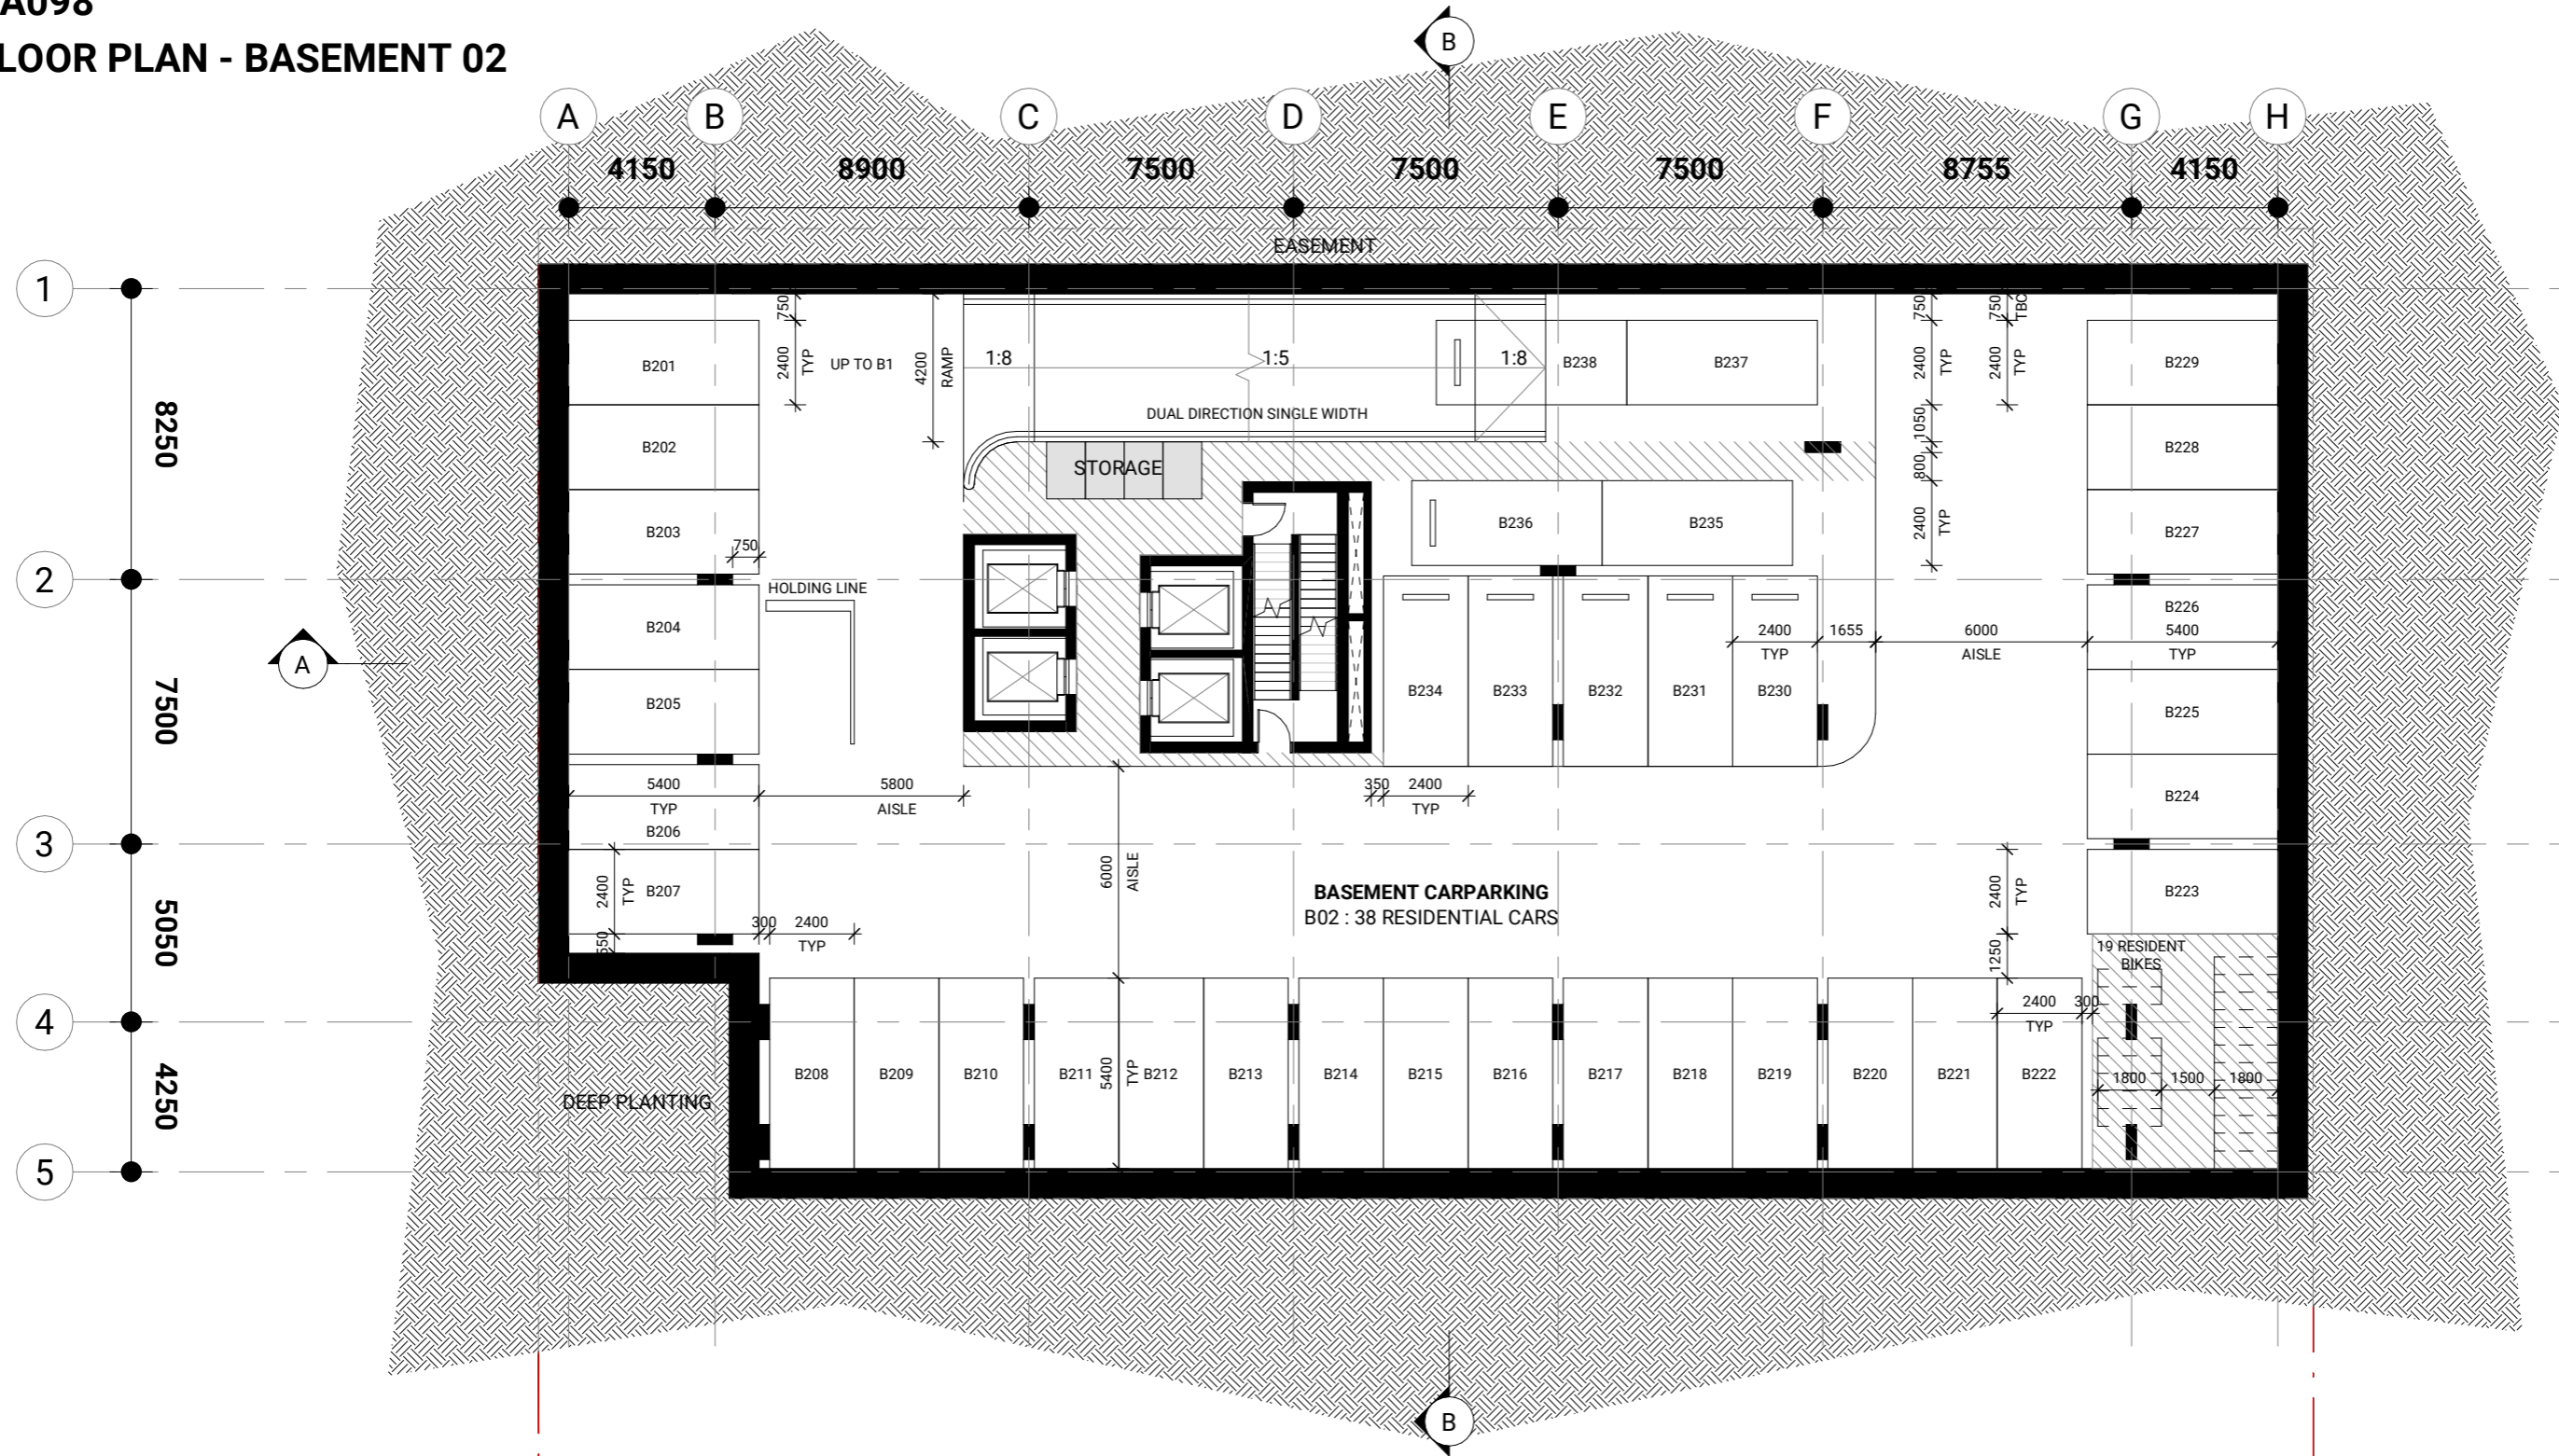 A098
LOOR PLAN - BASEMENT 02
B
A
B
C
D
E
F
G
H
4150
8900
7500
7500
7500
8755
4150
EASEMENT
1
8250
2
7500
3
5050
4
4250
5
A
B201
B202
B203
B204
B205
B206
B207
750
2400
TYP
UP TO B1
4200
RAMP
1:8
1:5
1:8
DUAL DIRECTION SINGLE WIDTH
STORAGE
750
HOLDING LINE
5400
TYP
5800
AISLE
2400
TYP
300
2400
TYP
B238
B237
B236
B235
B234
B233
B232
B231
B230
750
2400
TYP
1050
800
2400
TYP
750
TBC
2400
TYP
B229
B228
B227
B226
B225
B224
B223
2400
TYP
1655
6000
AISLE
5400
TYP
350
2400
TYP
6000
AISLE
BASEMENT CARPARKING
B02 : 38 RESIDENTIAL CARS
2400
TYP
1250
19 RESIDENT
BIKES
2400
TYP
300
DEEP PLANTING
B208
B209
B210
B211
5400
TYP
B212
B213
B214
B215
B216
B217
B218
B219
B220
B221
B222
1800
1500
1800
B